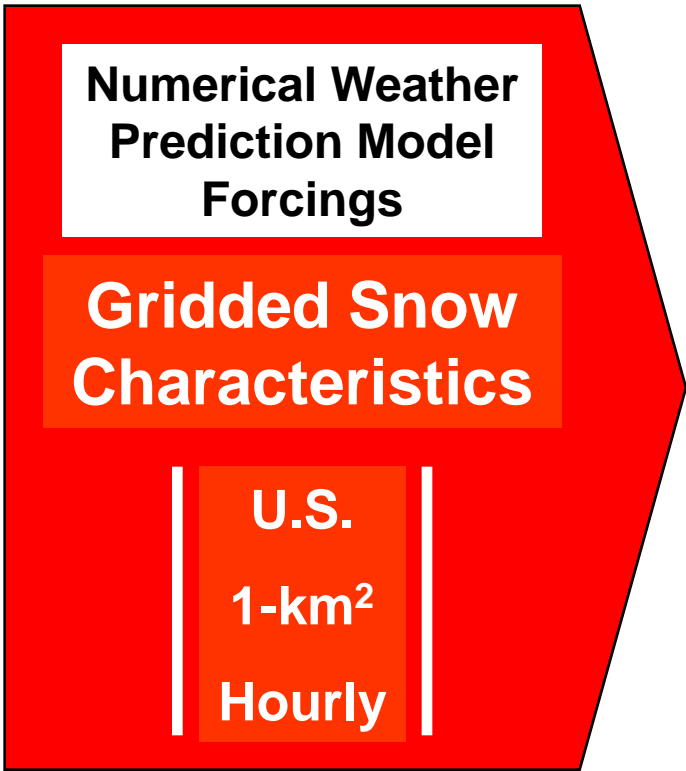 Numerical Weather
Prediction Model
Forcings
Gridded Snow
Characteristics
U.S.
1-km²
Hourly